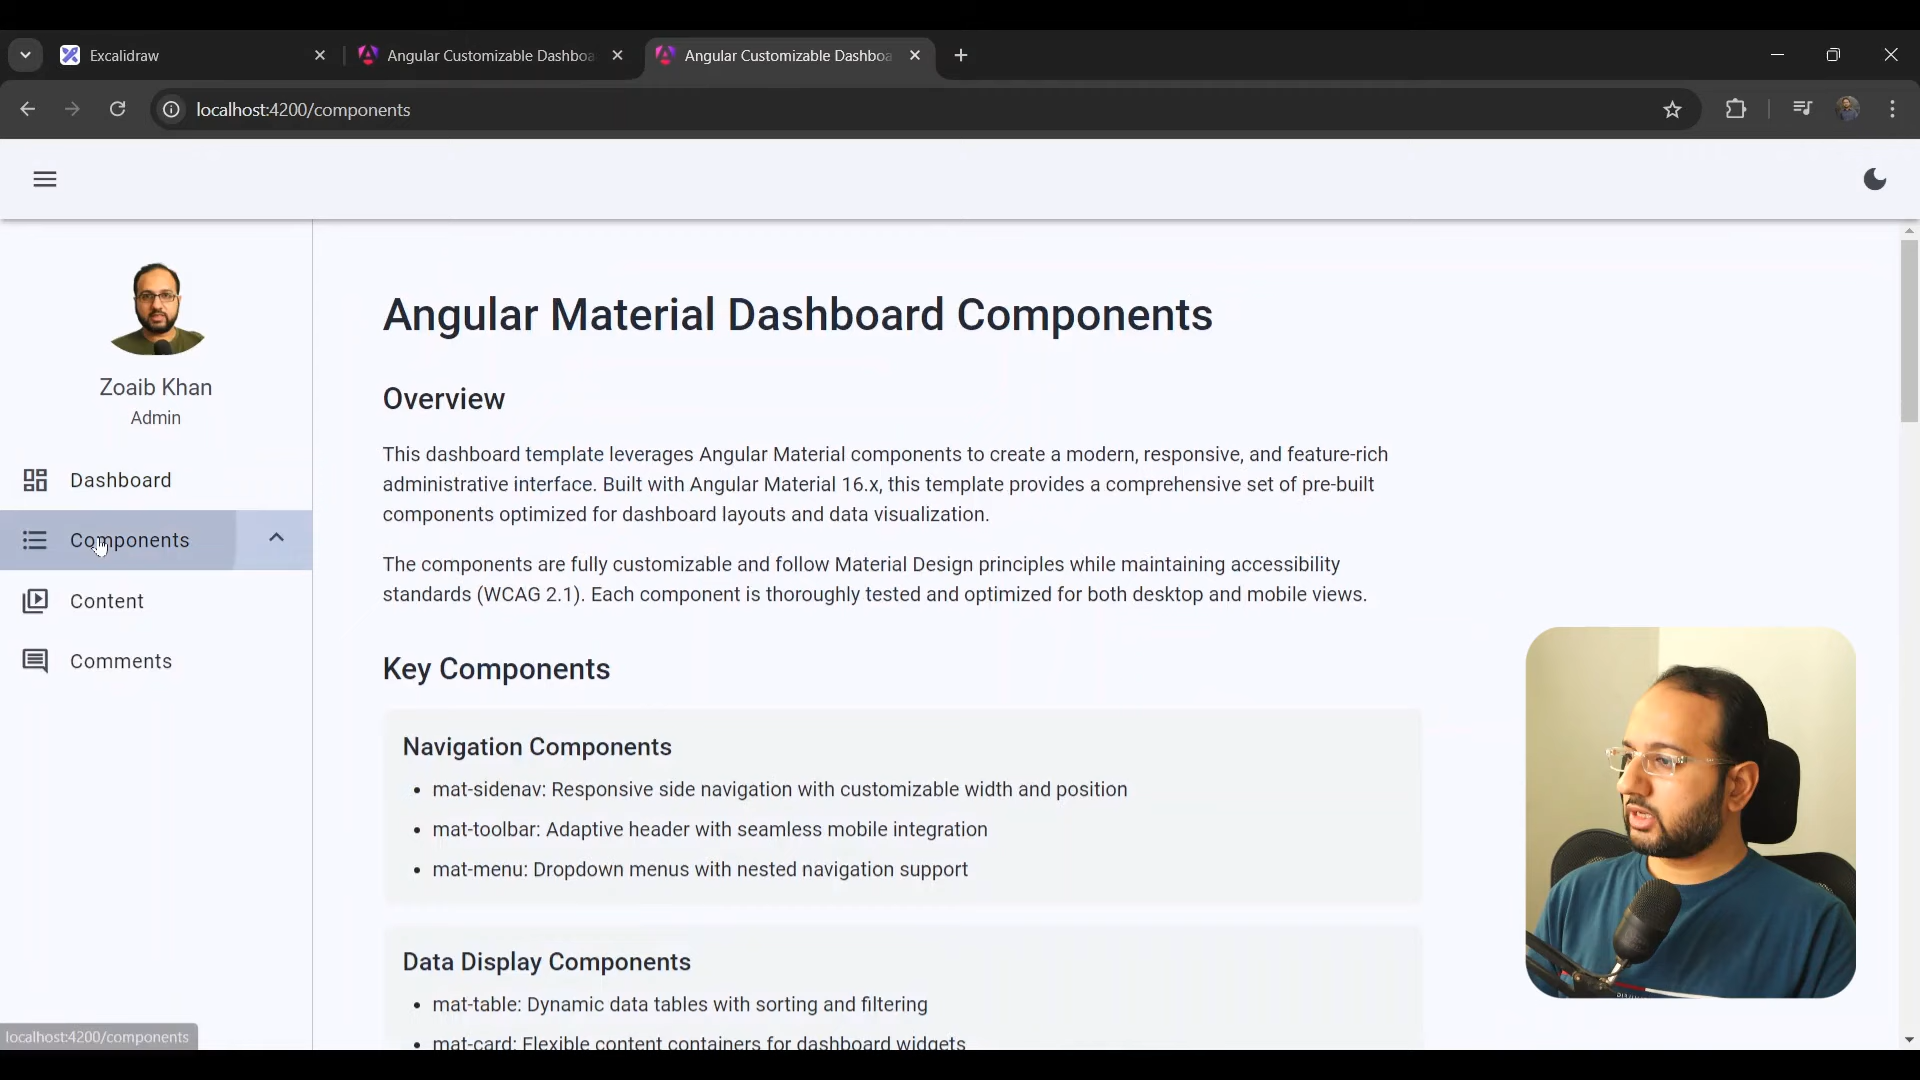 Excalidraw
Angular Customizable Dashboa
Angular Customizable Dashboa
localhost:4200/components
Zoaib Khan
Admin
Dashboard
Components
Content
Comments
Angular Material Dashboard Components
Overview
This dashboard template leverages Angular Material components to create a modern, responsive, and feature-rich
administrative interface. Built with Angular Material 16.x, this template provides a comprehensive set of pre-built
components optimized for dashboard layouts and data visualization.
The components are fully customizable and follow Material Design principles while maintaining accessibility
standards (WCAG 2.1). Each component is thoroughly tested and optimized for both desktop and mobile views.
Key Components
Navigation Components
• mat-sidenav: Responsive side navigation with customizable width and position
• mat-toolbar: Adaptive header with seamless mobile integration
• mat-menu: Dropdown menus with nested navigation support
Data Display Components
• mat-table: Dynamic data tables with sorting and filtering
• mat-card: Flexible content containers for dashboard widgets
localhost:4200/components